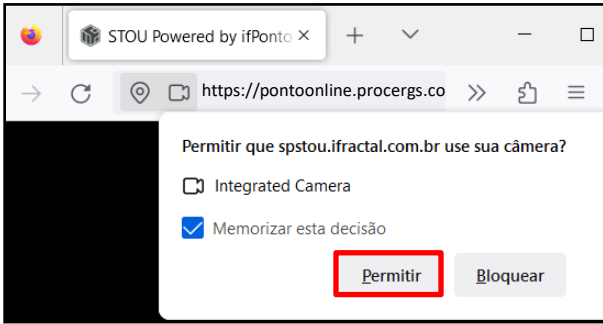 STOU Powered by ifPonto
https://pontoonline.procergs.co
Permitir que spstou.ifractal.com.br use sua câmera?
Integrated Camera
Memorizar esta decisão
Permitir Bloquear